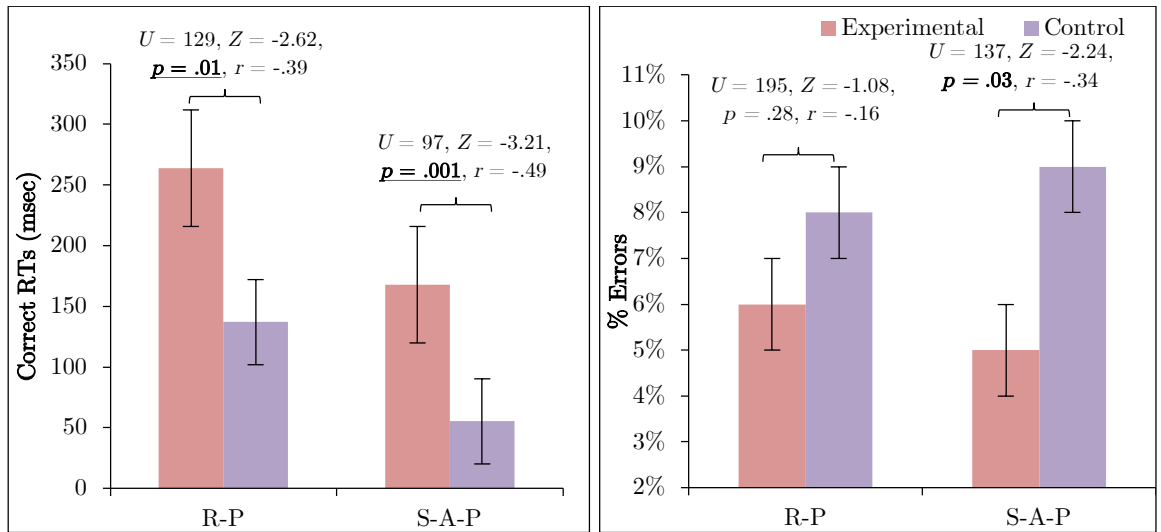 U = 129, Z = -2.62,
p = .01, r = -.39
U = 97, Z = -3.21,
p = .001, r = -.49
350
300
250
200
150
100
50
0
Correct RTs (msec)
R-P
S-A-P
Experimental
Control
U = 137, Z = -2.24,
p = .03, r = -.34
U = 195, Z = -1.08,
p = .28, r = -.16
11%
10%
9%
8%
7%
6%
5%
4%
3%
2%
% Errors
R-P
S-A-P